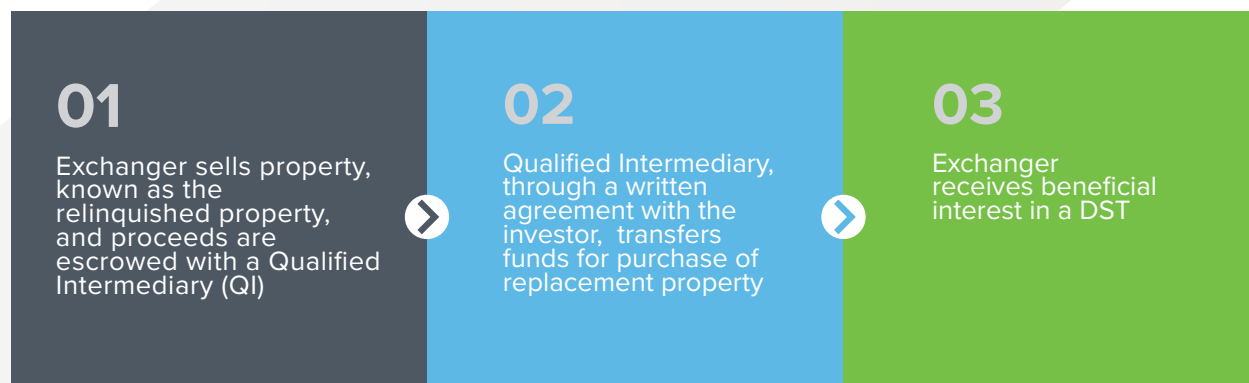 01
Exchanger sells property,
known as the
relinquished property,
and proceeds are
escrowed with a Qualified
Intermediary (QI)
02
Qualified Intermediary,
through a written
agreement with the
investor,  transfers
funds for purchase of
replacement property
03
Exchanger
receives beneficial
interest in a DST